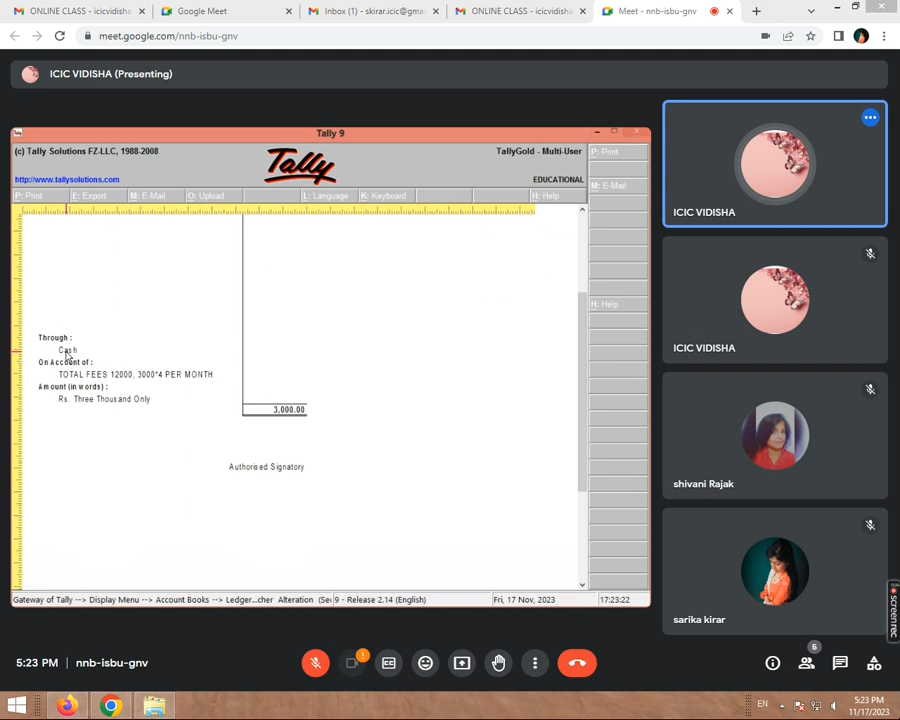 ONLINE CLASS - icicvidish
Google Meet
Inbox (1) - skirar.icic@gma
ONLINE CLASS - icicvidish
Meet - nnb-isbu-gnv
meet.google.com/nnb-isbu-gnv
ICIC VIDISHA (Presenting)
Tally 9
(c) Tally Solutions FZ-LLC, 1988-2008
Tally
TallyGold - Multi-User
http://www.tallysolutions.com
EDUCATIONAL
P: Print
E: Export
M: E-Mail
O: Upload
L: Language
K: Keyboard
H: Help
P: Print
M: E-Mail
H: Help
Through :
Cash
On Account of :
TOTAL FEES 12000, 3000*4 PER MONTH
Amount (in words) :
Rs. Three Thousand Only
3,000.00
Authorised Signatory
Gateway of Tally --> Display Menu --> Account Books --> Ledger...cher Alteration (Sec
9 - Release 2.14 (English)
Fri, 17 Nov, 2023
17:23:22
ICIC VIDISHA
ICIC VIDISHA
shivani Rajak
sarika kirar
screenrec
5:23 PM | nnb-isbu-gnv
5
EN
5:23 PM
11/17/2023